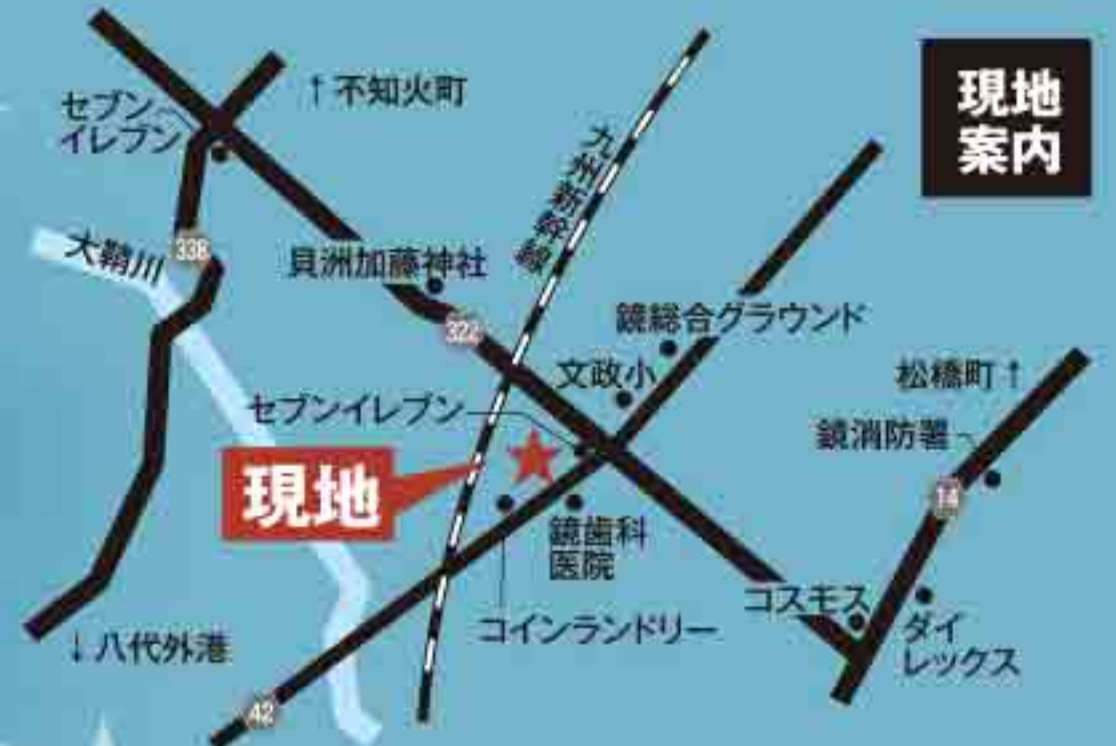 現地
案内
↑不知火町
セブン
イレブン
九州新幹線
大鞘川
338
貝洲加藤神社
322
鏡総合グラウンド
文政小
松橋町↑
セブンイレブン
鏡消防署
現地
14
鏡歯科
医院
コスモス
コインランドリー
ダイ
レックス
↓八代外港
42